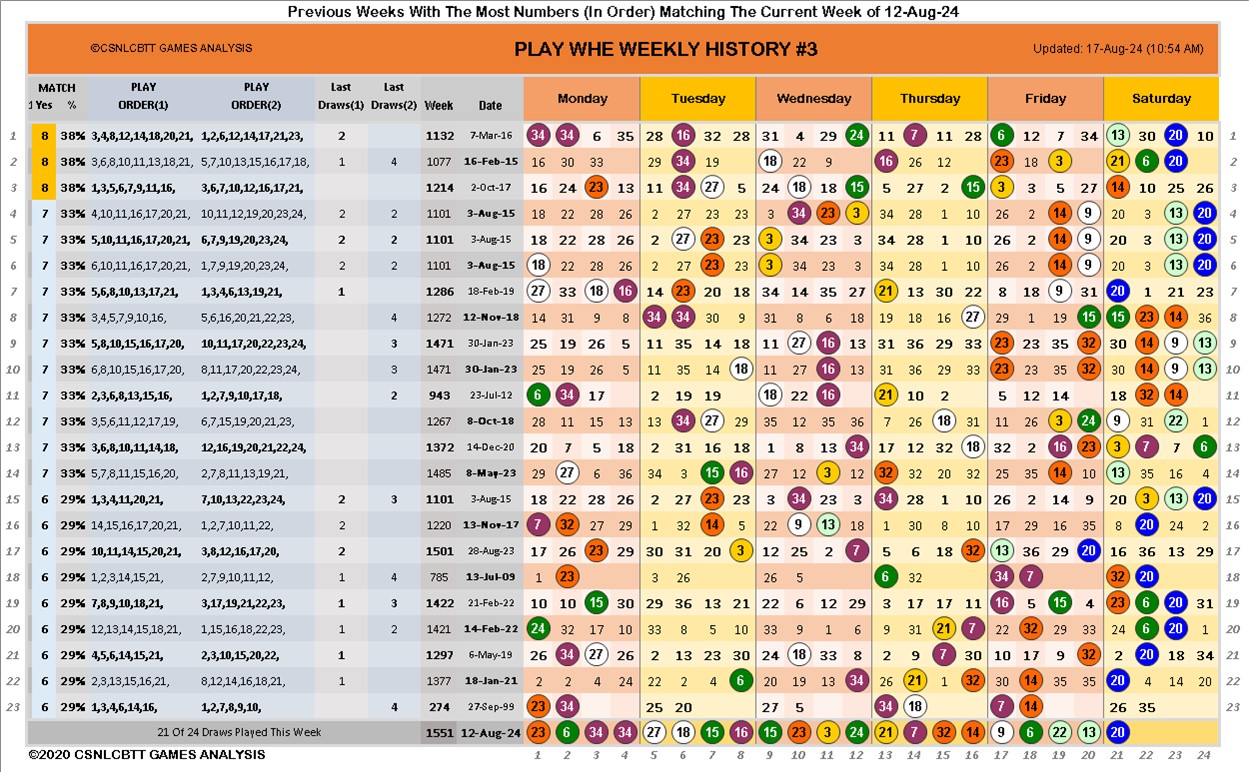 Previous Weeks With The Most Numbers (In Order) Matching The Current Week of 12-Aug-24
©CSNLCBTT GAMES ANALYSIS PLAY WHE WEEKLY HISTORY #3 Updated: 17-Aug-24 (10:54 AM)
MATCH PLAY PLAY Last Last
1 Yes % ORDER(1) ORDER(2) Draws(1) Draws(2) Week Date Monday Tuesday Wednesday Thursday Friday Saturday
1 8 38% 3,4,8,12,14,18,20,21, 1,2,6,12,14,17,21,23, 2 1132 7-Mar-16 34 34 6 35 28 16 32 28 31 4 29 24 11 7 11 28 6 12 7 34 13 30 20 10 1
2 8 38% 3,6,8,10,11,13,18,21, 5,7,10,13,15,16,17,18, 1 4 1077 16-Feb-15 16 30 33 29 34 19 18 22 9 16 26 12 23 18 3 21 6 20 2
3 8 38% 1,3,5,6,7,9,11,16, 3,6,7,10,12,16,17,21, 1214 2-Oct-17 16 24 23 13 11 34 27 5 24 18 18 15 5 27 2 16 3 3 5 27 14 10 25 26 3
4 7 33% 4,10,11,16,17,20,21, 10,11,12,19,20,23,24, 2 2 1101 3-Aug-15 18 22 28 26 2 27 23 23 3 34 23 3 34 28 1 10 26 2 14 9 20 3 13 20 4
5 7 33% 5,10,11,16,17,20,21, 6,7,9,19,20,23,24, 2 2 1101 3-Aug-15 18 22 28 26 2 27 23 23 3 34 23 3 34 28 1 10 26 2 14 9 20 3 13 20 5
6 7 33% 6,10,11,16,17,20,21, 1,7,9,19,20,23,24, 2 2 1101 3-Aug-15 18 22 28 26 2 27 23 23 3 34 23 3 34 28 1 10 26 2 14 9 20 3 13 20 6
7 7 33% 5,6,8,10,13,17,21, 1,3,4,6,13,19,21, 1 1286 18-Feb-19 27 33 18 16 14 23 20 18 34 14 35 27 21 13 30 22 8 18 9 31 20 1 21 23 7
8 7 33% 3,4,5,7,9,10,16, 5,6,16,20,21,22,23, 4 1272 12-Nov-18 14 31 9 8 34 34 30 9 31 8 6 18 19 18 16 27 29 1 19 15 15 23 14 36 8
9 7 33% 5,8,10,15,16,17,20, 10,11,17,20,22,23,24, 3 1471 30-Jan-23 25 19 26 5 11 35 14 18 11 27 16 13 31 36 29 33 23 23 35 32 30 14 9 13 9
10 7 33% 6,8,10,15,16,17,20, 8,11,17,20,22,23,24, 3 1471 30-Jan-23 25 19 26 5 11 35 14 18 11 27 16 13 31 36 29 33 23 23 35 32 30 14 9 13 10
11 7 33% 2,3,6,8,13,15,16, 1,2,7,9,10,17,18, 2 943 23-Jul-12 6 34 17 2 19 19 18 22 16 21 10 2 5 12 14 18 32 14 11
12 7 33% 3,5,6,11,12,17,19, 6,7,15,19,20,21,23, 1267 8-Oct-18 28 11 15 13 13 34 27 29 35 12 35 36 7 26 18 31 11 26 3 24 9 31 22 1 12
13 7 33% 3,6,8,10,11,14,18, 12,16,19,20,21,22,24, 1372 14-Dec-20 20 7 5 18 2 31 16 18 1 8 13 34 17 12 32 18 32 2 16 23 3 7 7 6 13
14 7 33% 5,7,8,11,15,16,20, 2,7,8,11,13,19,21, 1485 8-May-23 29 27 6 36 34 3 15 16 27 12 3 12 32 20 32 33 28 35 14 10 13 35 16 4 14
15 6 29% 1,3,4,11,20,21, 7,10,13,22,23,24, 2 3 1101 3-Aug-15 18 22 28 26 2 27 23 23 3 34 23 3 34 28 1 10 26 2 14 9 20 3 13 20 15
16 6 29% 14,15,16,17,20,21, 1,2,7,10,11,22, 2 1220 13-Nov-17 7 32 27 29 1 32 14 5 22 9 13 18 1 30 8 10 17 29 16 35 8 20 24 2 16
17 6 29% 10,11,14,15,20,21, 3,8,12,16,17,20, 2 1501 28-Aug-23 17 26 23 29 30 31 20 3 12 25 2 7 5 6 18 32 13 36 29 20 16 36 13 29 17
18 6 29% 1,2,3,14,15,21, 2,7,9,10,11,12, 1 4 785 13-Jul-09 1 23 3 26 26 5 6 32 34 7 32 20 18
19 6 29% 7,8,9,10,18,21, 3,17,19,21,22,23, 1 3 1422 21-Feb-22 10 10 15 30 29 36 13 21 22 6 12 29 3 17 17 11 16 5 15 4 23 6 20 31 19
20 6 29% 12,13,14,15,18,21, 1,15,16,18,22,23, 1 2 1421 14-Feb-22 24 32 17 10 33 8 5 10 33 9 1 6 9 31 21 7 22 32 29 33 24 6 20 1 20
21 6 29% 4,5,6,14,15,21, 2,3,10,15,20,22, 1 1297 6-May-19 26 34 27 26 2 13 23 30 24 18 33 8 2 9 7 30 10 17 9 32 2 20 18 34 21
22 6 29% 2,3,13,15,16,21, 8,12,14,16,18,21, 1 1377 18-Jan-21 2 2 4 24 22 2 4 6 20 19 12 34 26 21 1 32 30 14 35 35 20 4 14 20 22
23 6 29% 1,3,4,6,14,16, 1,2,7,8,9,10, 4 274 27-Sep-99 23 34 25 20 27 5 34 18 7 14 26 35 23
21 Of 24 Draws Played This Week 1551 12-Aug-24 23 6 34 34 27 18 15 16 15 23 3 24 21 7 14 16 9 6 22 13 20
©2020 CSNLCBTT GAMES ANALYSIS 1 2 3 4 5 6 7 8 9 10 11 12 13 14 15 16 17 18 19 20 21 22 23 24